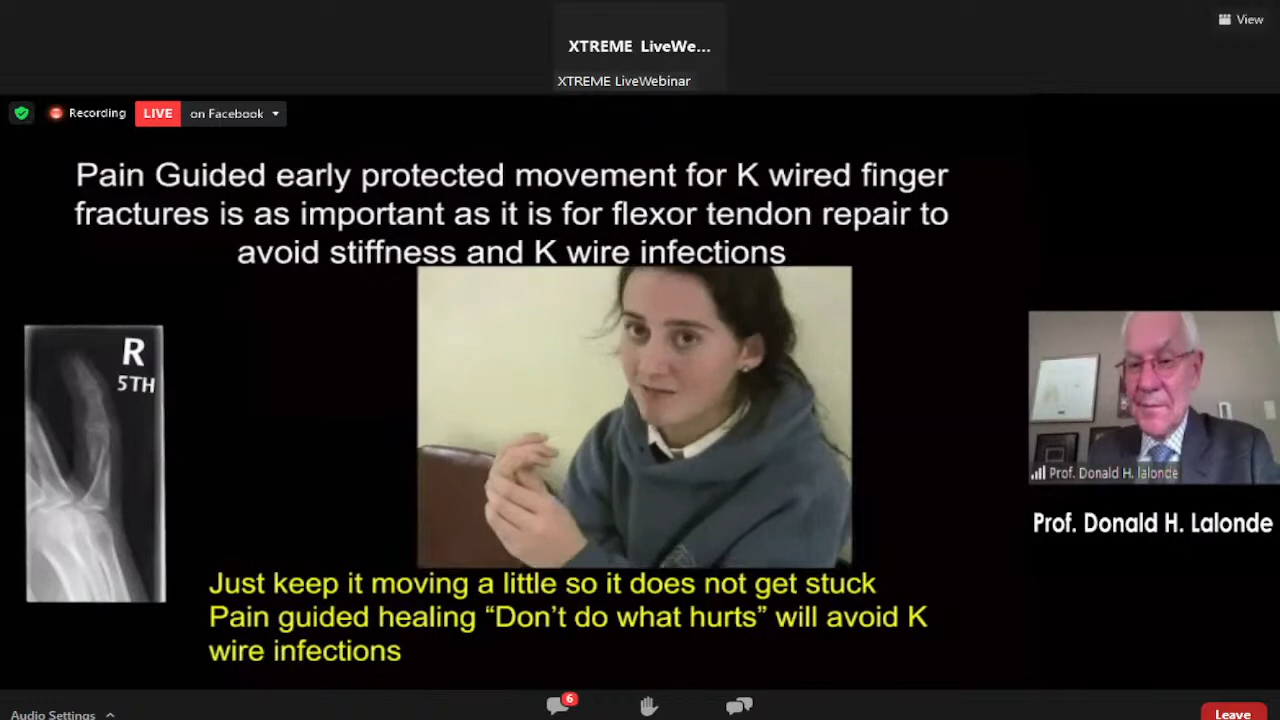 XTREME LiveWe...
View
XTREME LiveWebinar
Recording
LIVE on Facebook
Pain Guided early protected movement for K wired finger
fractures is as important as it is for flexor tendon repair to
avoid stiffness and K wire infections
R
5TH
Prof. Donald H. lalonde
Prof. Donald H. Lalonde
Just keep it moving a little so it does not get stuck
Pain guided healing “Don’t do what hurts” will avoid K
wire infections
6
Audio Settings
Leave